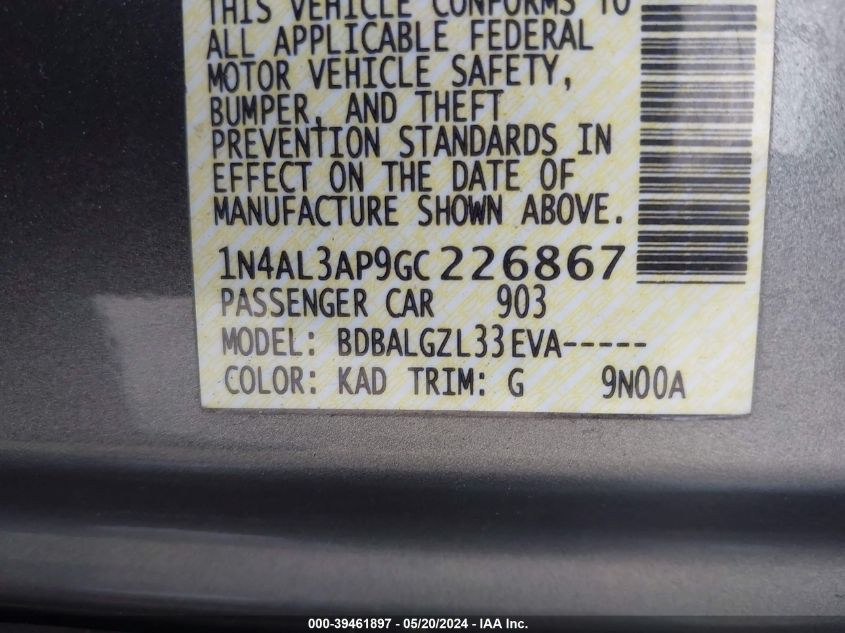 THIS VEHICLE CONFORMS TO
ALL APPLICABLE FEDERAL
MOTOR VEHICLE SAFETY,
BUMPER, AND THEFT
PREVENTION STANDARDS IN
EFFECT ON THE DATE OF
MANUFACTURE SHOWN ABOVE.
1N4AL3AP9GC226867
PASSENGER CAR 903
MODEL: BDBALGZL33EVA-----
COLOR: KAD TRIM: G 9N00A
000-39461897 - 05/20/2024 - IAA Inc.